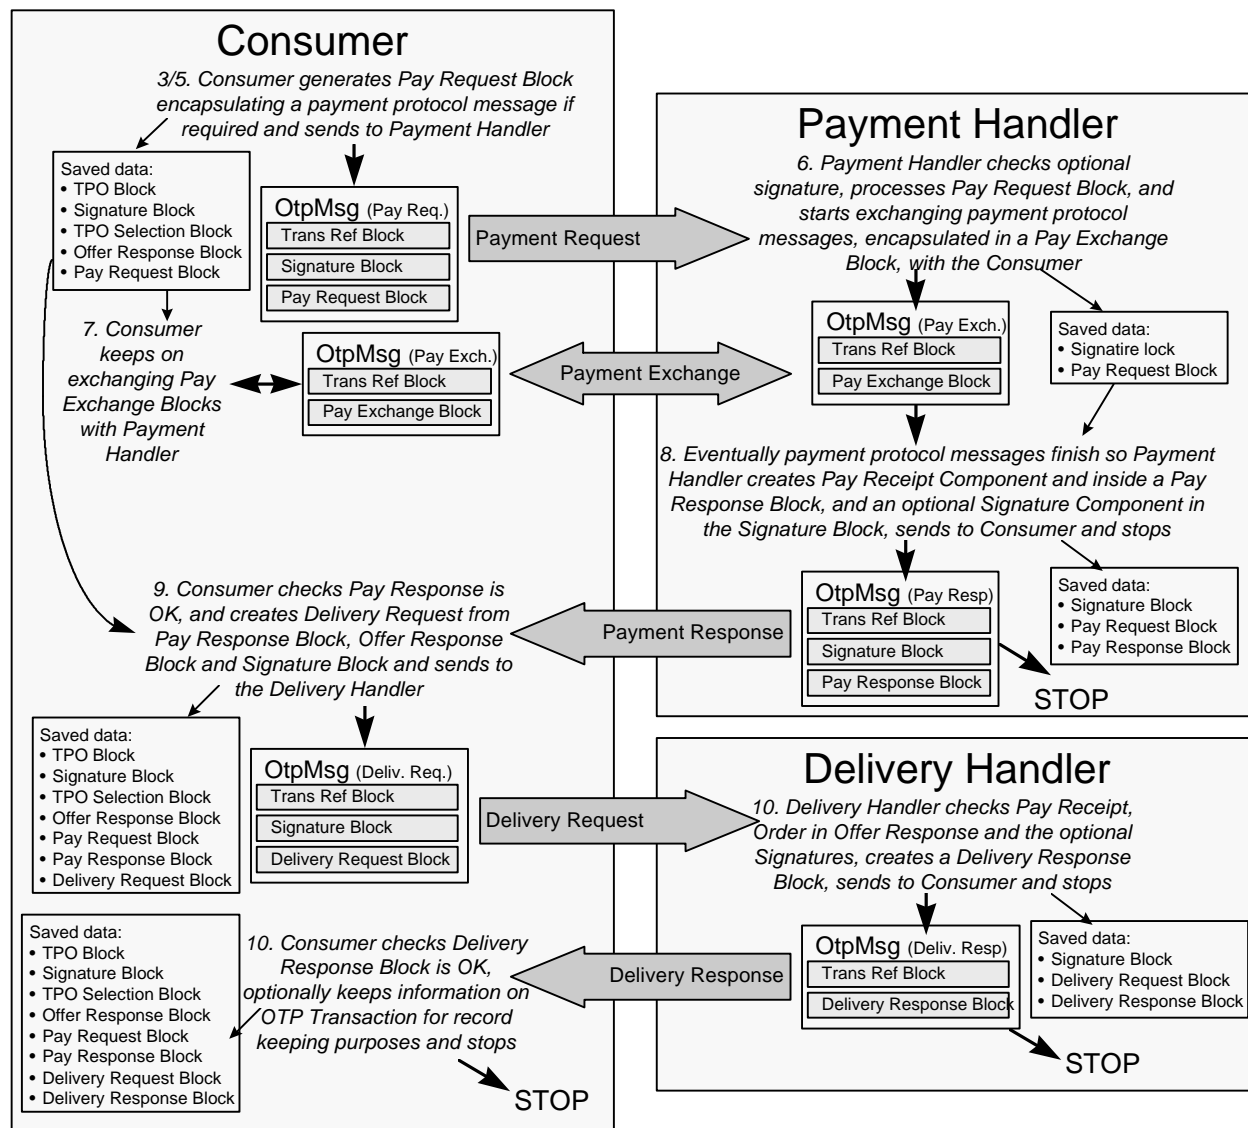 Consumer
3/5. Consumer generates Pay Request Block
encapsulating a payment protocol message if
required and sends to Payment Handler
Saved data:
• TPO Block
• Signature Block
• TPO Selection Block
• Offer Response Block
• Pay Request Block
OtpMsg (Pay Req.)
Trans Ref Block
Signature Block
Pay Request Block
Payment Request
Payment Handler
6. Payment Handler checks optional
signature, processes Pay Request Block, and
starts exchanging payment protocol
messages, encapsulated in a Pay Exchange
Block, with the Consumer
7. Consumer
keeps on
exchanging Pay
Exchange Blocks
with Payment
Handler
OtpMsg (Pay Exch.)
Trans Ref Block
Pay Exchange Block
Payment Exchange
OtpMsg (Pay Exch.)
Trans Ref Block
Pay Exchange Block
Saved data:
• Signatire lock
• Pay Request Block
8. Eventually payment protocol messages finish so Payment
Handler creates Pay Receipt Component and inside a Pay
Response Block, and an optional Signature Component in
the Signature Block, sends to Consumer and stops
OtpMsg (Pay Resp)
Trans Ref Block
Signature Block
Pay Response Block
Saved data:
• Signature Block
• Pay Request Block
• Pay Response Block
STOP
Payment Response
9. Consumer checks Pay Response is
OK, and creates Delivery Request from
Pay Response Block, Offer Response
Block and Signature Block and sends to
the Delivery Handler
Saved data:
• TPO Block
• Signature Block
• TPO Selection Block
• Offer Response Block
• Pay Request Block
• Pay Response Block
• Delivery Request Block
OtpMsg (Deliv. Req.)
Trans Ref Block
Signature Block
Delivery Request Block
Delivery Request
Delivery Handler
10. Delivery Handler checks Pay Receipt,
Order in Offer Response and the optional
Signatures, creates a Delivery Response
Block, sends to Consumer and stops
OtpMsg (Deliv. Resp)
Trans Ref Block
Delivery Response Block
Saved data:
• Signature Block
• Delivery Request Block
• Delivery Response Block
STOP
Delivery Response
10. Consumer checks Delivery
Response Block is OK,
optionally keeps information on
OTP Transaction for record
keeping purposes and stops
Saved data:
• TPO Block
• Signature Block
• TPO Selection Block
• Offer Response Block
• Pay Request Block
• Pay Response Block
• Delivery Request Block
• Delivery Response Block
STOP